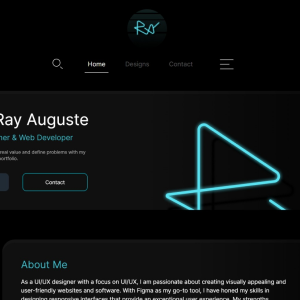 Ray
Home Designs Contact
Ray Auguste
ner & Web Developer
real value and define problems with my
portfolio.
Contact
About Me
As a UI/UX designer with a focus on UI/UX, I am passionate about creating visually appealing and
user-friendly websites and software. With Figma as my go-to tool, I have honed my skills in
designing responsive interfaces that provide an exceptional user experience. My strengths